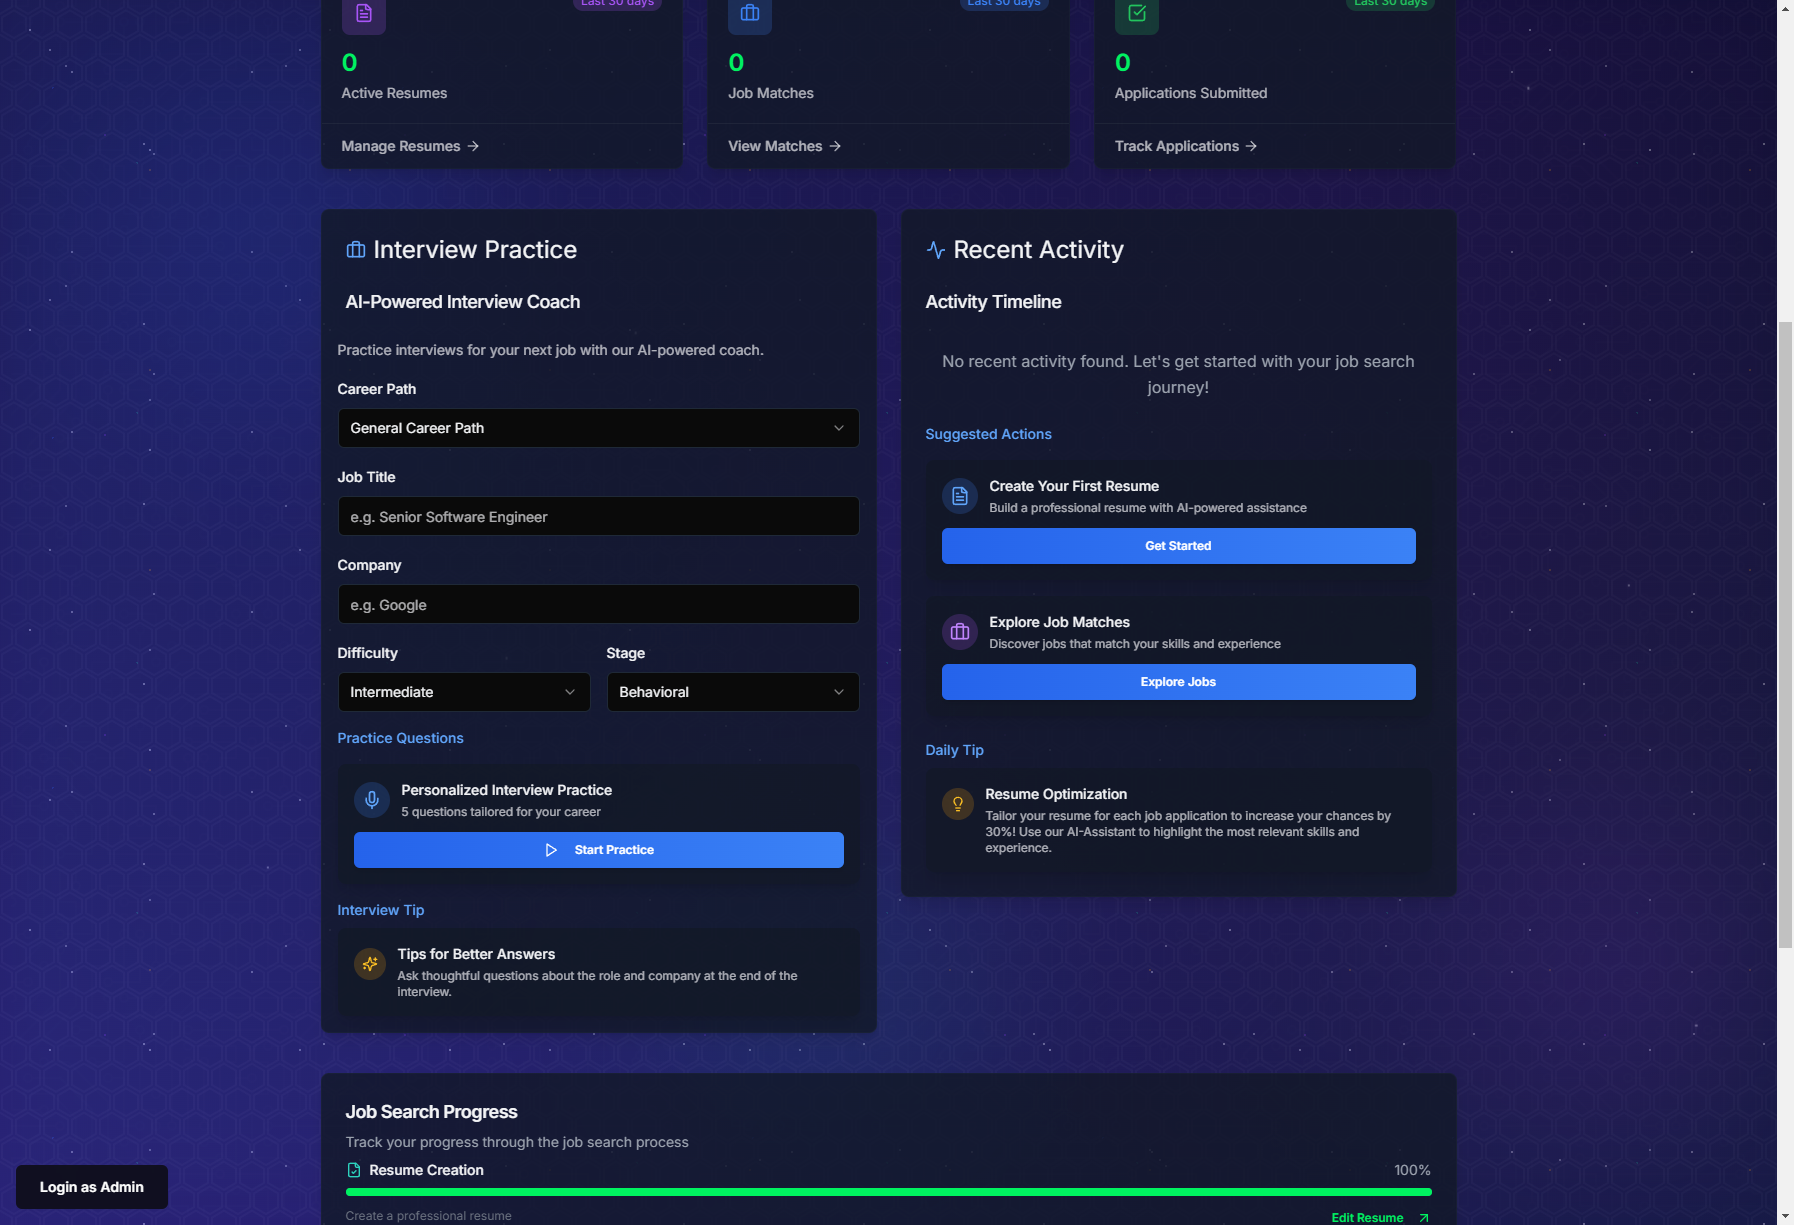 Last 30 days
Last 30 days
Last 30 days
0
0
0
Active Resumes
Job Matches
Applications Submitted
Manage Resumes
View Matches
Track Applications
Interview Practice
AI-Powered Interview Coach
Practice interviews for your next job with our AI-powered coach.
Career Path
General Career Path
Job Title
e.g. Senior Software Engineer
Company
e.g. Google
Difficulty
Stage
Intermediate
Behavioral
Practice Questions
Personalized Interview Practice
5 questions tailored for your career
Start Practice
Interview Tip
Tips for Better Answers
Ask thoughtful questions about the role and company at the end of the
interview.
Recent Activity
Activity Timeline
No recent activity found. Let's get started with your job search
journey!
Suggested Actions
Create Your First Resume
Build a professional resume with AI-powered assistance
Get Started
Explore Job Matches
Discover jobs that match your skills and experience
Explore Jobs
Daily Tip
Resume Optimization
Tailor your resume for each job application to increase your chances by
30%! Use our AI-Assistant to highlight the most relevant skills and
experience.
Job Search Progress
Track your progress through the job search process
Resume Creation
100%
Create a professional resume
Edit Resume
Login as Admin